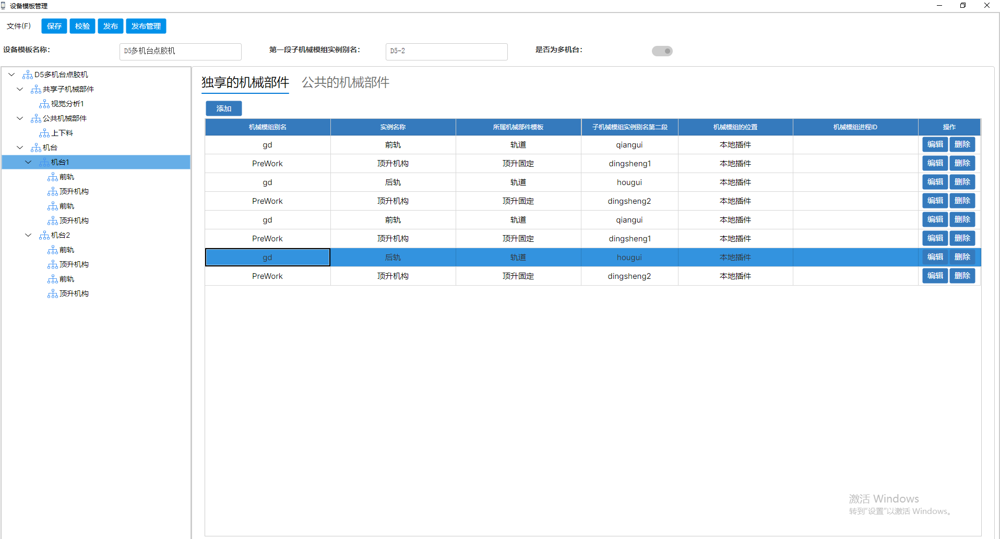 设备模板管理
文件(F) 保存 校验 发布 发布管理
设备模板名称: D5多机台点胶机 第一段子机械模组实例别名: D5-2 是否为多机台:
D5多机台点胶机
共享子机械部件
视觉分析1
公共机械部件
上下料
机台
机台1
前轨
顶升机构
前轨
顶升机构
机台2
前轨
顶升机构
前轨
顶升机构
独享的机械部件 公共的机械部件
添加
机械模组别名 实例名称 所属机械部件模板 子机械模组实例别名第二段 机械模组的位置 机械模组进程ID 操作
gd 前轨 轨道 qiangui 本地插件 编辑 删除
PreWork 顶升机构 顶升固定 dingsheng1 本地插件 编辑 删除
gd 后轨 轨道 hougui 本地插件 编辑 删除
PreWork 顶升机构 顶升固定 dingsheng2 本地插件 编辑 删除
gd 前轨 轨道 qiangui 本地插件 编辑 删除
PreWork 顶升机构 顶升固定 dingsheng1 本地插件 编辑 删除
gd 后轨 轨道 hougui 本地插件 编辑 删除
PreWork 顶升机构 顶升固定 dingsheng2 本地插件 编辑 删除
激活 Windows
转到“设置”以激活 Windows。